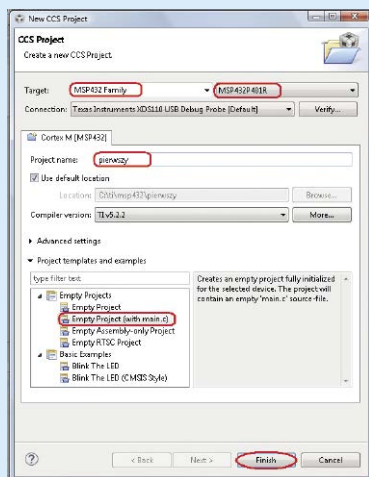 New CCS Project
CCS Project
Create a new CCS Project.
Target: MSP432 Family MSP432P401R
Connection: Texas Instruments XDS110 USB Debug Probe [Default] Verify...
Cortex M [MSP432]
Project name: pierwszy
Use default location
Location: C:\ti\msp432\pierwszy Browse...
Compiler version: TI v5.2.2 More...
Advanced settings
Project templates and examples
type filter text
Empty Projects
Empty Project
Empty Project (with main.c)
Empty Assembly-only Project
Empty RTSC Project
Basic Examples
Blink The LED
Blink The LED (CMSIS Style)
Creates an empty project fully initialized
for the selected device. The project will
contain an empty 'main.c' source-file.
? < Back Next > Finish Cancel